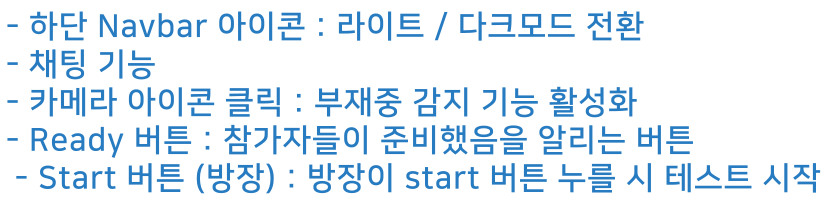 - 하단 Navbar 아이콘 : 라이트 / 다크모드 전환
- 채팅 기능
- 카메라 아이콘 클릭 : 부재중 감지 기능 활성화
- Ready 버튼 : 참가자들이 준비했음을 알리는 버튼
- Start 버튼 (방장) : 방장이 start 버튼 누를 시 테스트 시작